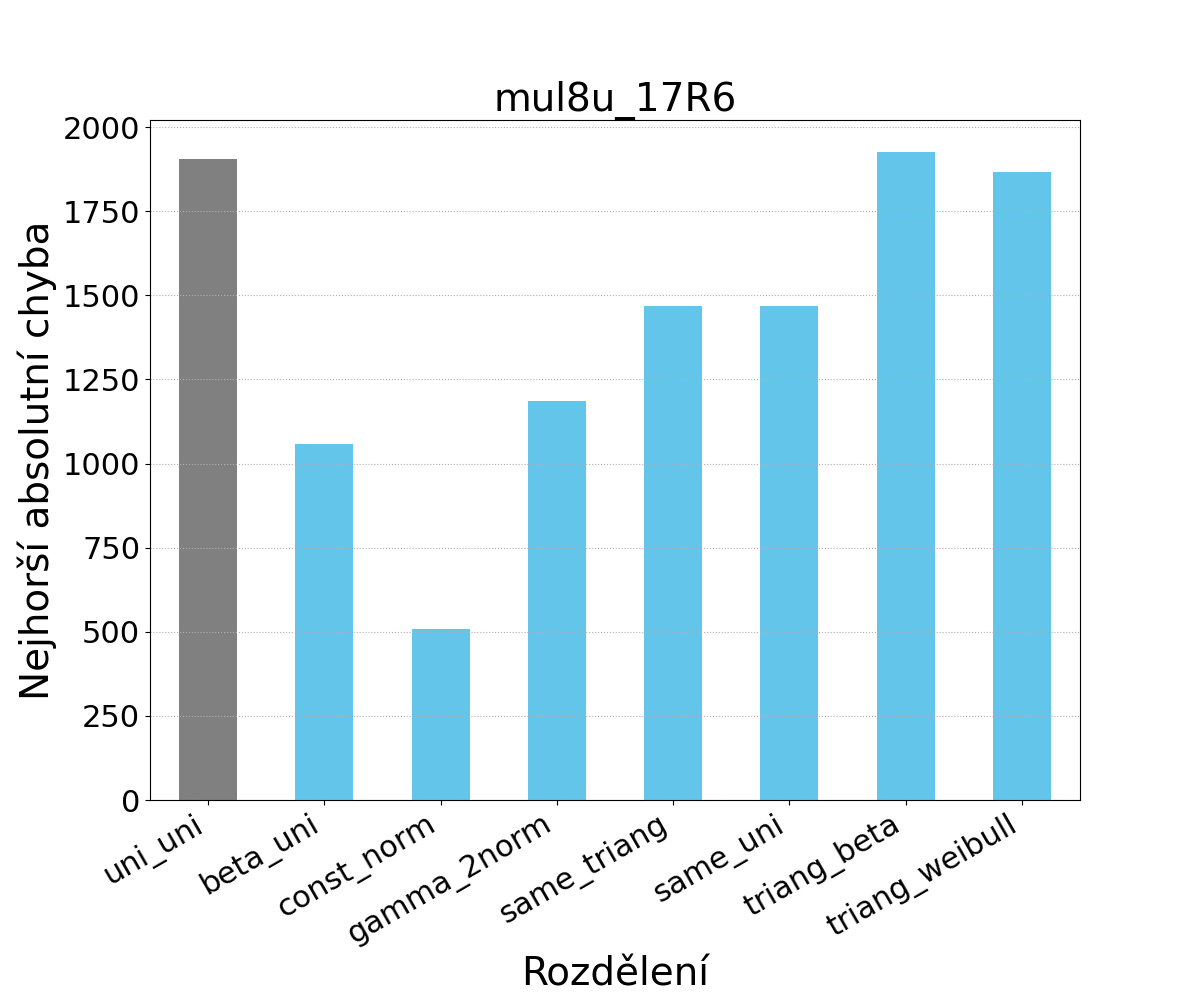 mul8u_17R6
Nejhorší absolutní chyba
2000
1750
1500
1250
1000
750
500
250
0
uni_uni
beta_uni
const_norm
gamma_2norm
same_triang
same_uni
triang_beta
triang_weibull
Rozdělení